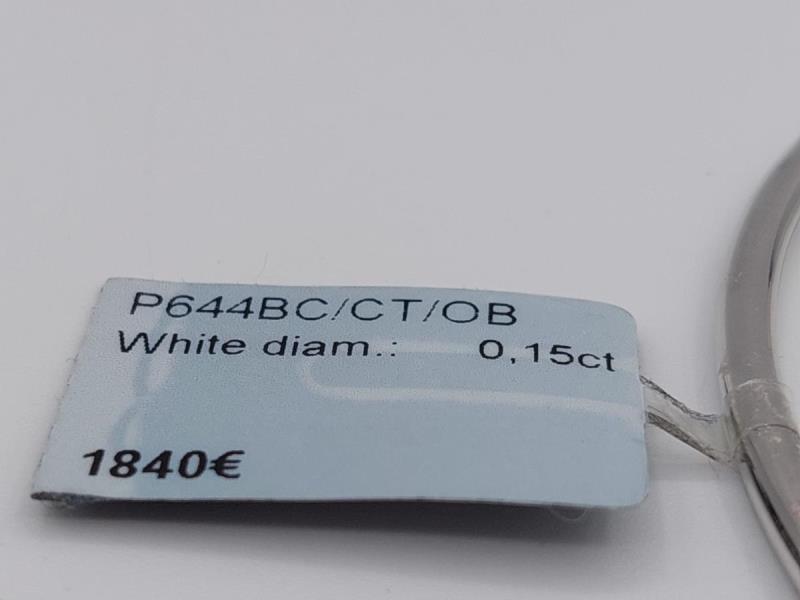 P644BC/CT/OB
White diam.: 0,15ct
1840€